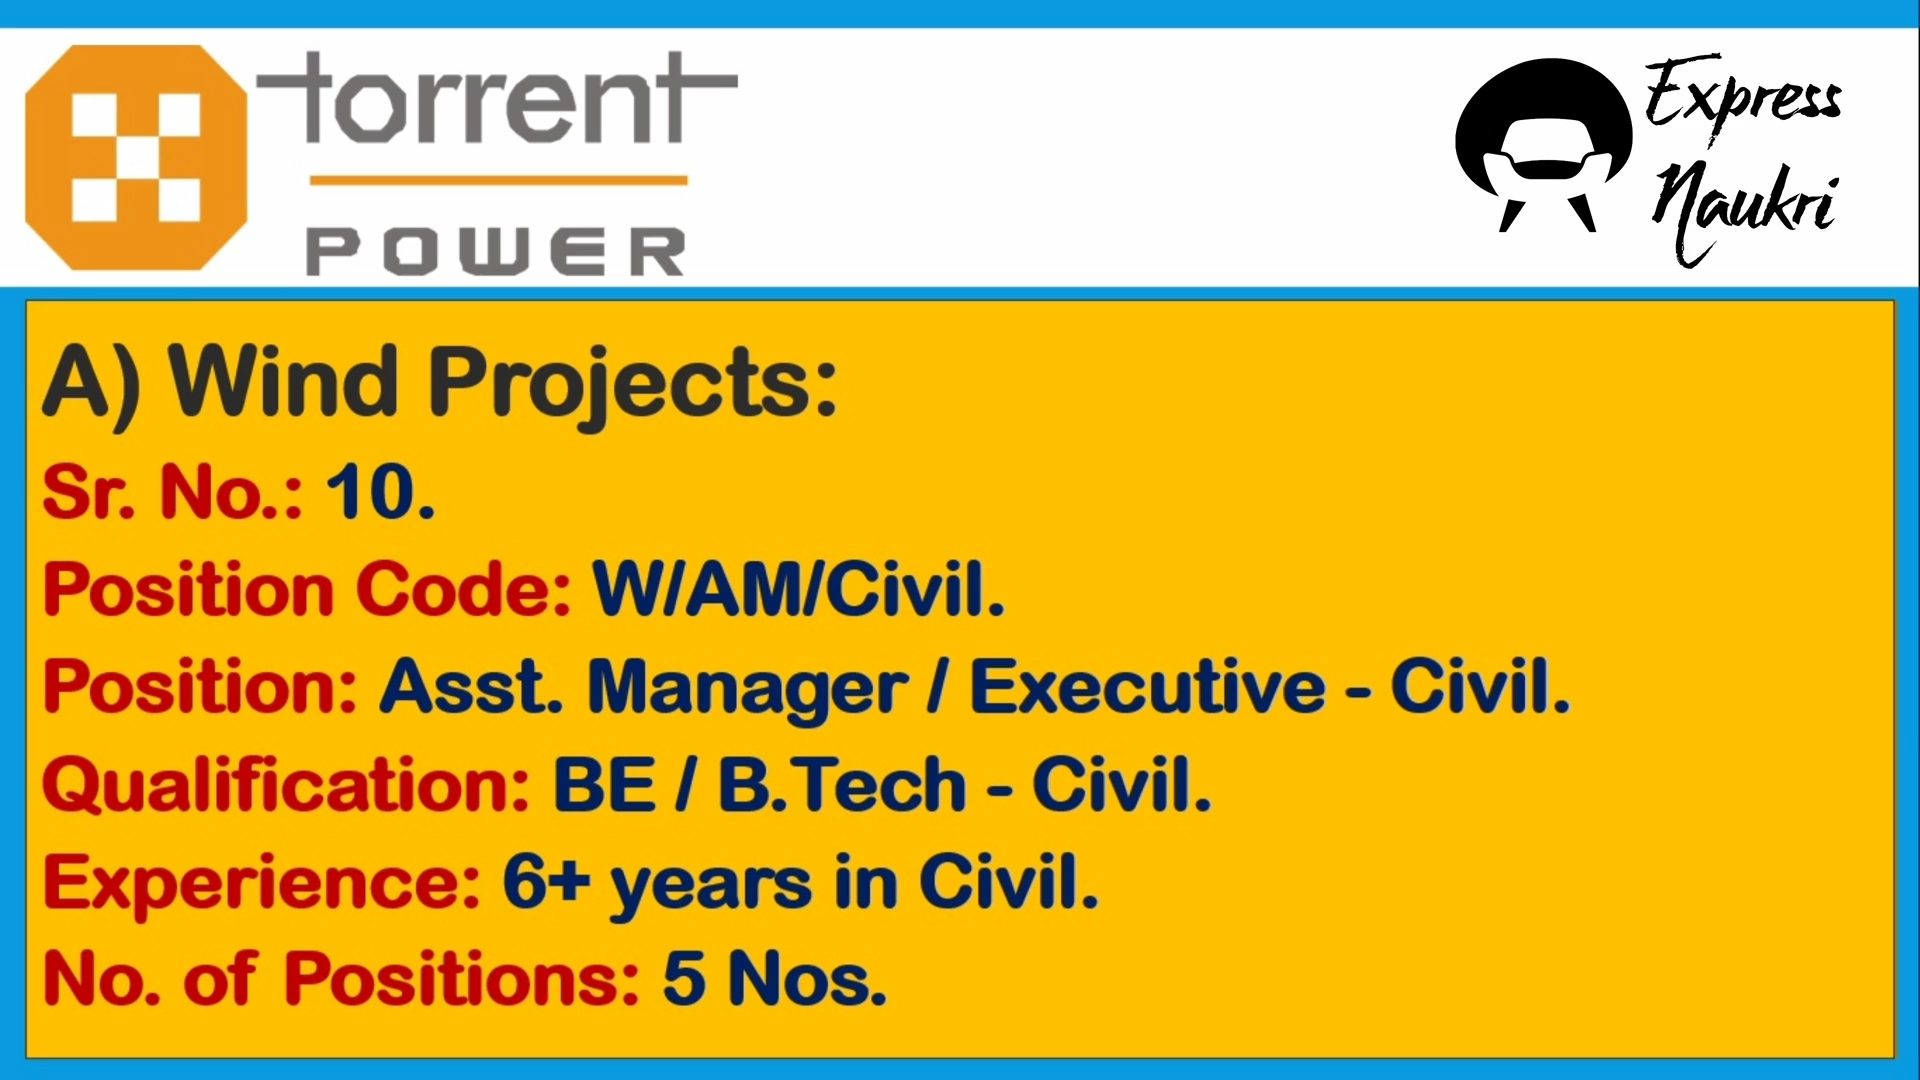 torrent
POWER
Express
Naukri
A) Wind Projects:
Sr. No.: 10.
Position Code: W/AM/Civil.
Position: Asst. Manager / Executive - Civil.
Qualification: BE / B.Tech - Civil.
Experience: 6+ years in Civil.
No. of Positions: 5 Nos.